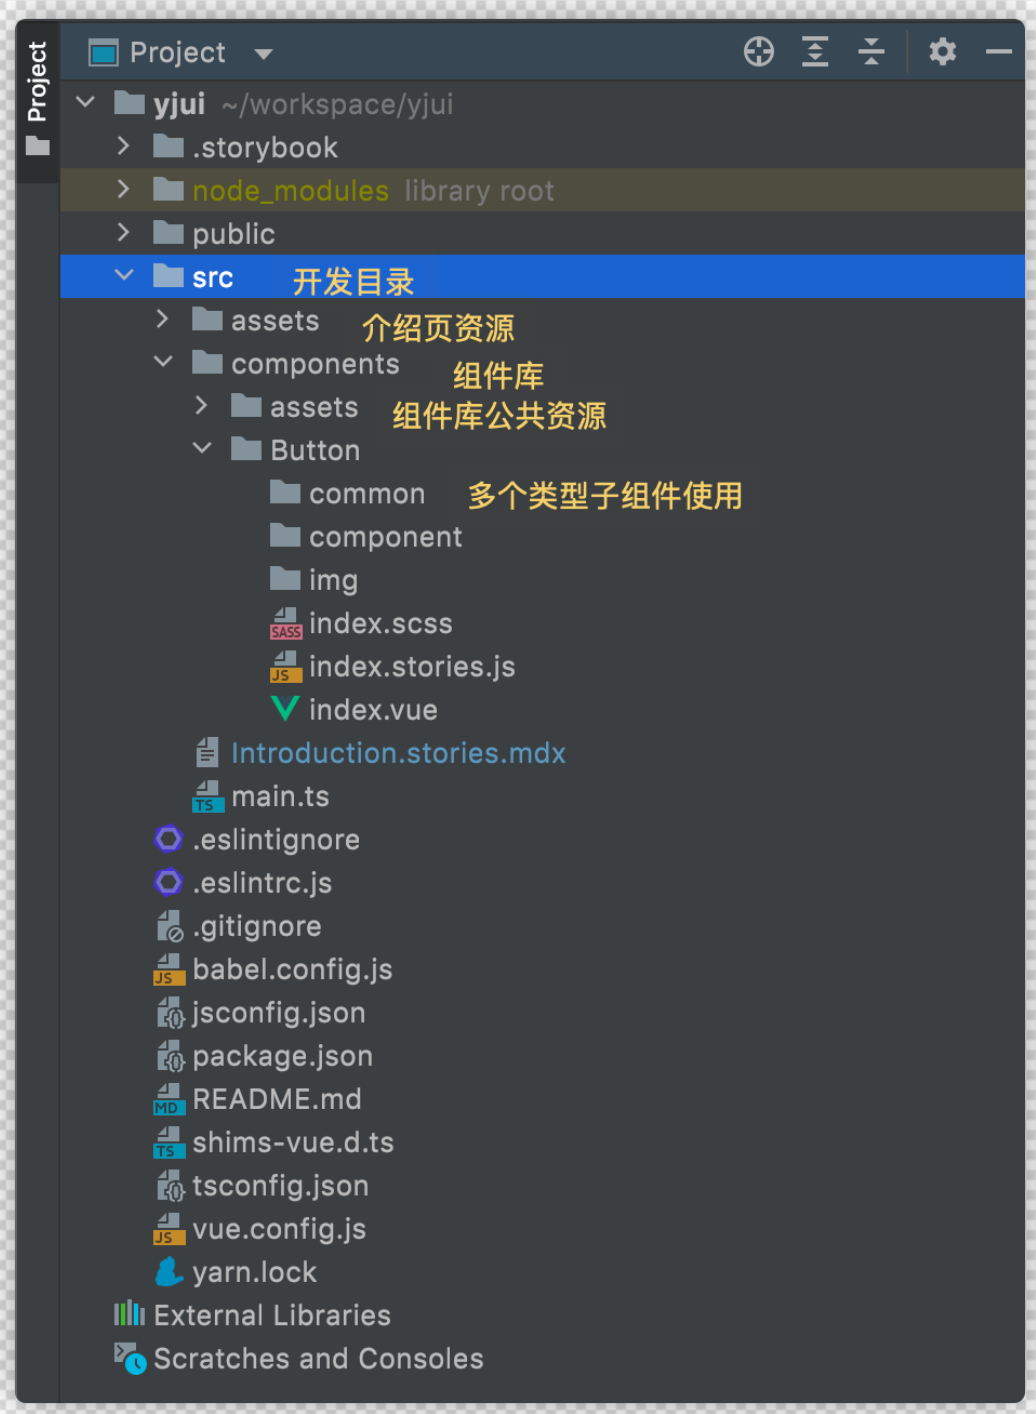 Project
Project
yjui ~/workspace/yjui
.storybook
node_modules library root
public
src 开发目录
assets 介绍页资源
components 组件库
assets 组件库公共资源
Button
common 多个类型子组件使用
component
img
SASS index.scss
JS index.stories.js
index.vue
Introduction.stories.mdx
TS main.ts
.eslintignore
.eslintrc.js
.gitignore
JS babel.config.js
jsconfig.json
package.json
MD README.md
TS shims-vue.d.ts
tsconfig.json
JS vue.config.js
yarn.lock
External Libraries
Scratches and Consoles